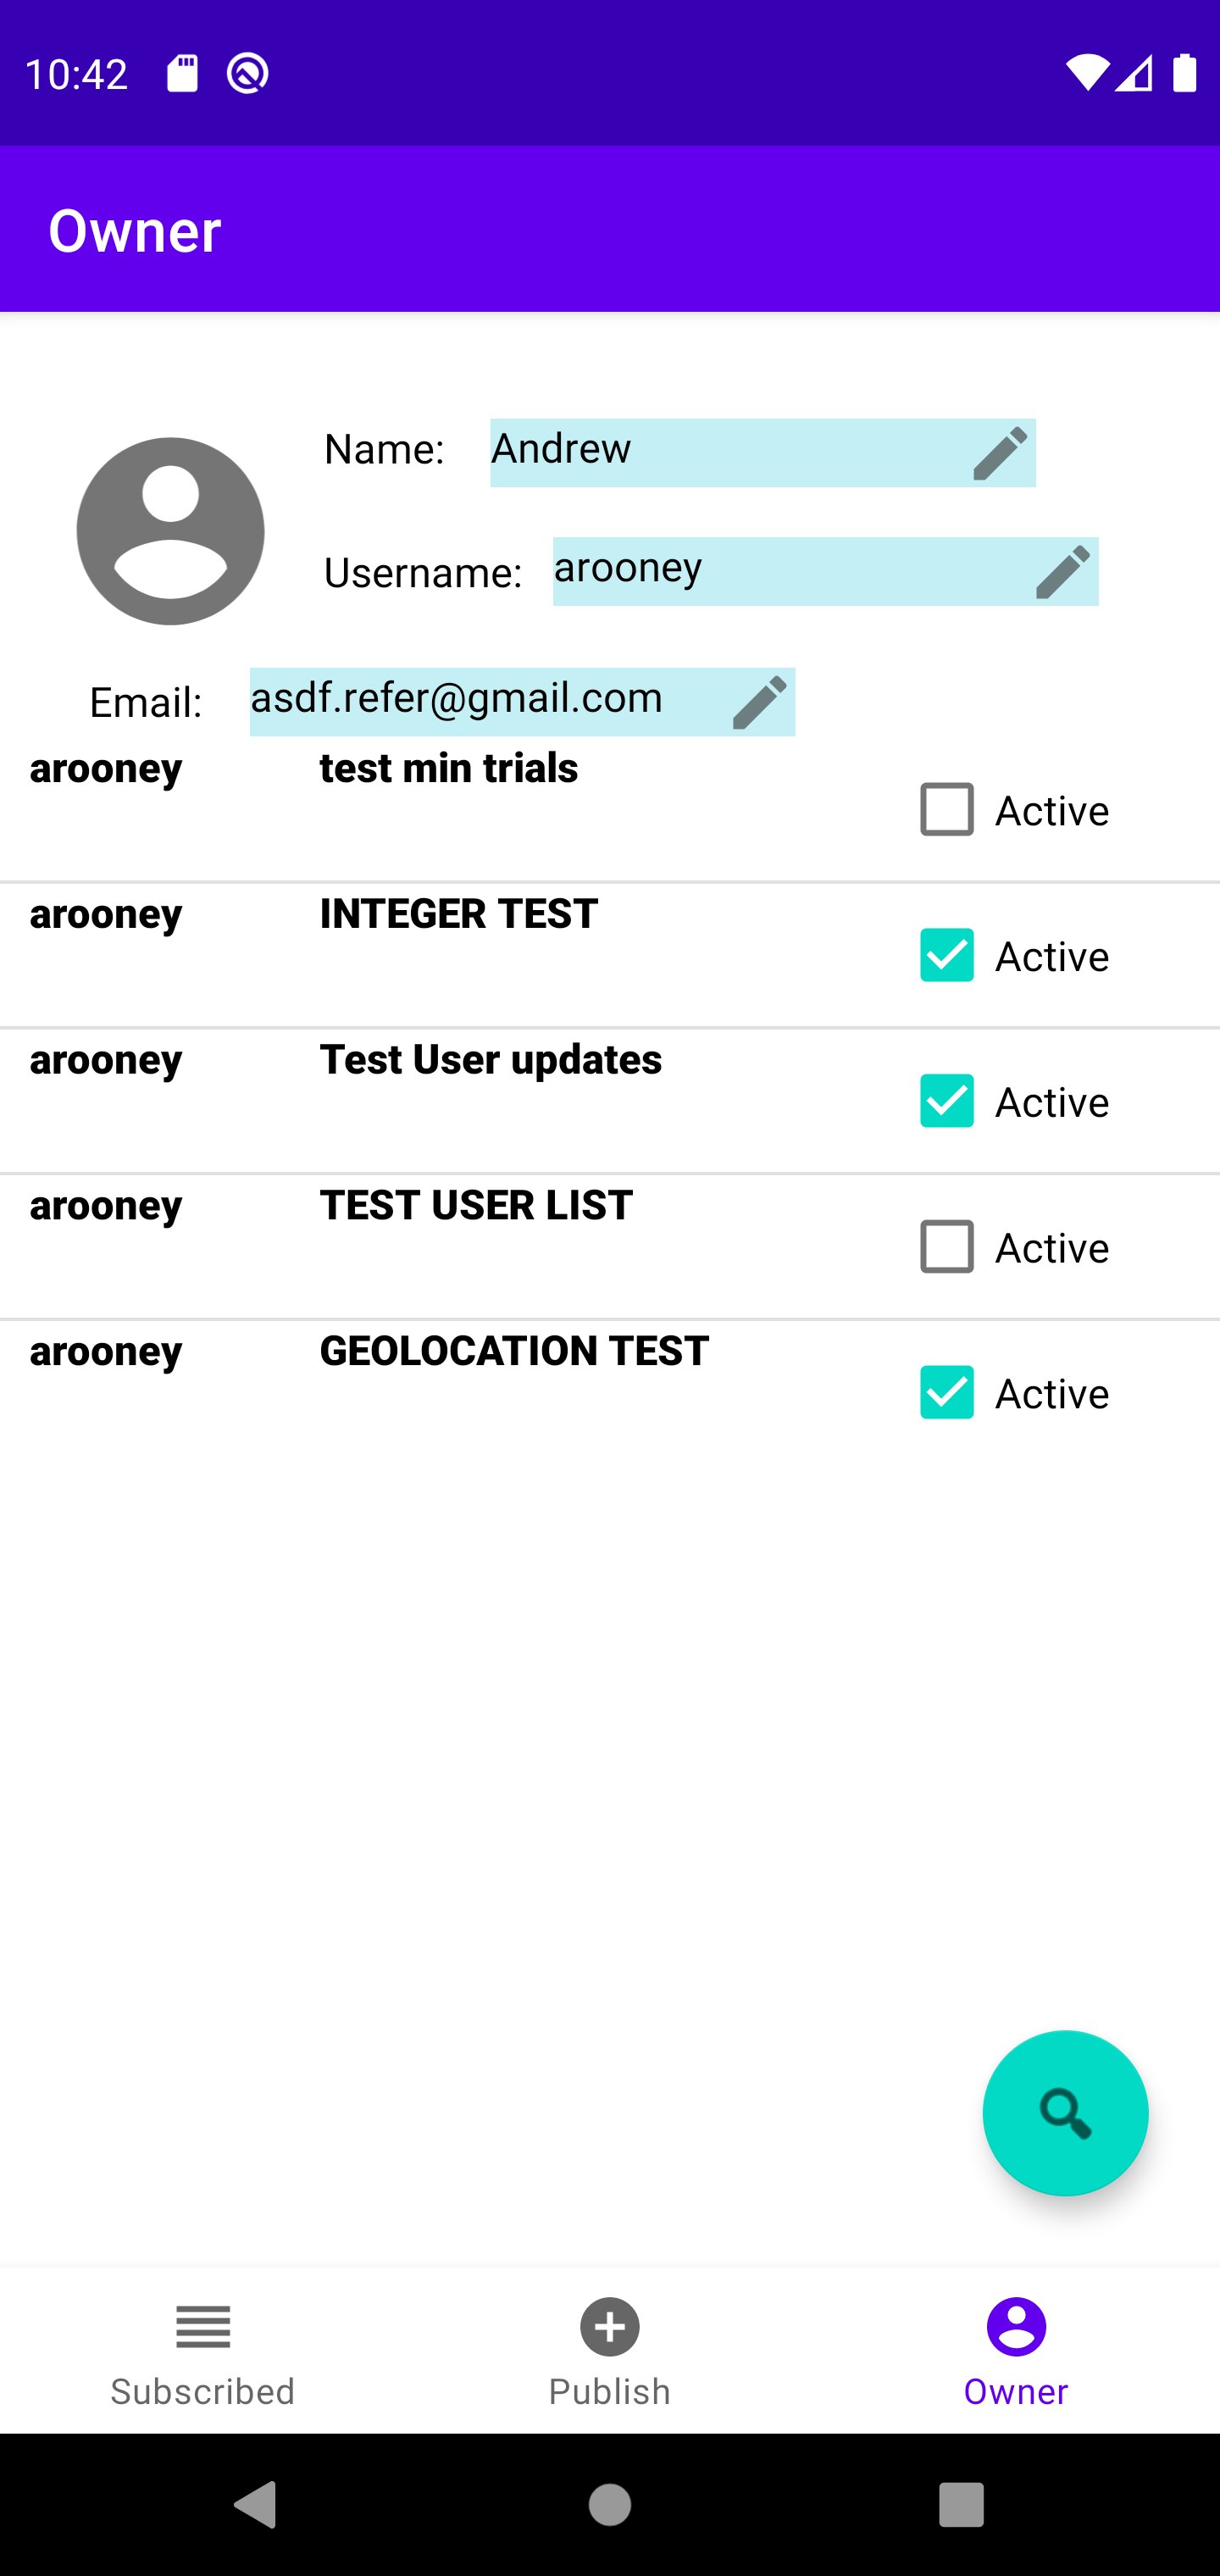 10:42
Owner
Name: Andrew
Username: arooney
Email: asdf.refer@gmail.com
arooney test min trials
Active
arooney INTEGER TEST
Active
arooney Test User updates
Active
arooney TEST USER LIST
Active
arooney GEOLOCATION TEST
Active
Subscribed Publish Owner